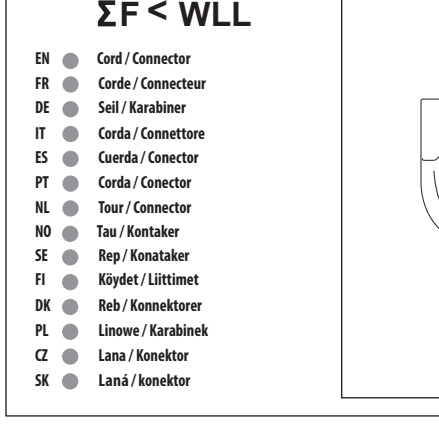 ΣF < WLL
EN Cord / Connector
FR Corde / Connecteur
DE Seil / Karabiner
IT Corda / Connettore
ES Cuerda / Conector
PT Corda / Conector
NL Tour / Connector
NO Tau / Kontaker
SE Rep / Konataker
FI Köydet / Liittimet
DK Reb / Konnektorer
PL Linowe / Karabinek
CZ Lana / Konektor
SK Laná / konektor